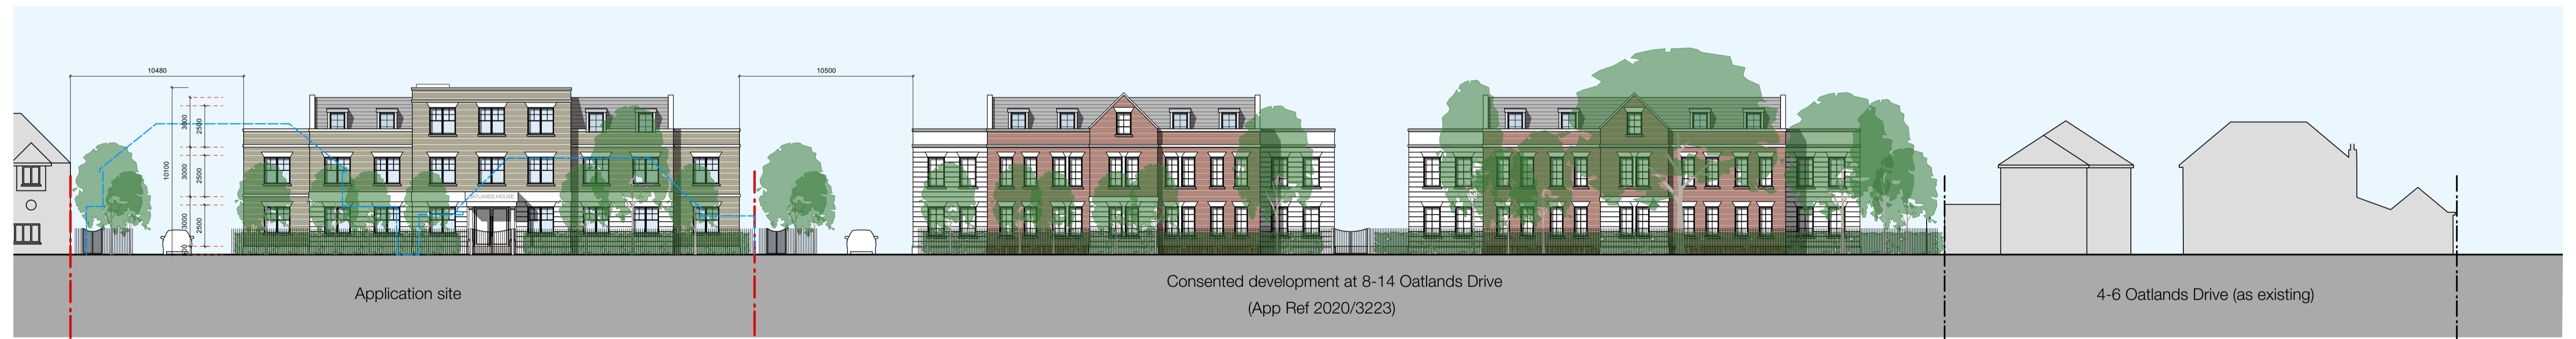 10480
10500
10100
3000
2500
3000
2500
3000
2500
OATLANDS HOUSE
Application site
Consented development at 8-14 Oatlands Drive
(App Ref 2020/3223)
4-6 Oatlands Drive (as existing)